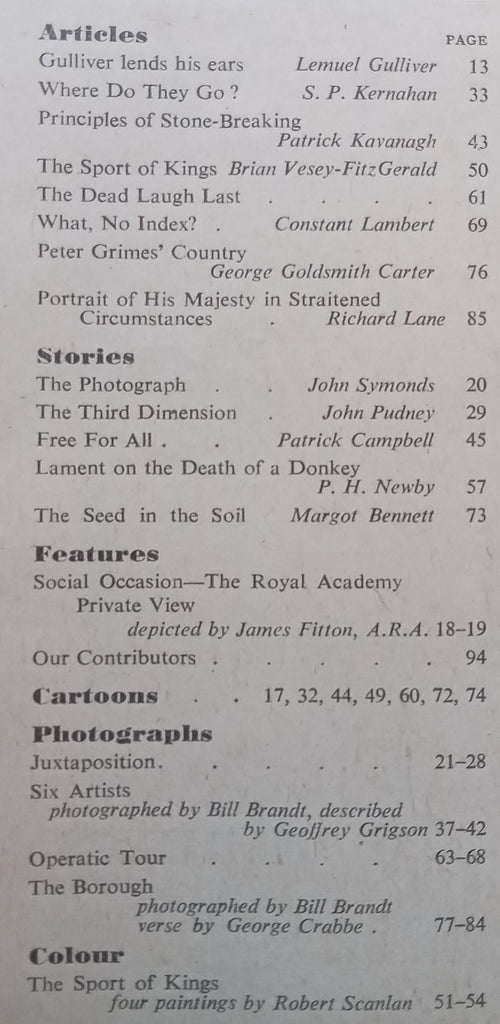 Articles
PAGE
Gulliver lends his ears Lemuel Gulliver 13
Where Do They Go? S. P. Kernahan 33
Principles of Stone-Breaking
Patrick Kavanagh 43
The Sport of Kings Brian Vesey-FitzGerald 50
The Dead Laugh Last . . . . 61
What, No Index? . Constant Lambert 69
Peter Grimes' Country
George Goldsmith Carter 76
Portrait of His Majesty in Straitened
Circumstances . Richard Lane 85
Stories
The Photograph . . John Symonds 20
The Third Dimension . John Pudney 29
Free For All . . Patrick Campbell 45
Lament on the Death of a Donkey
P. H. Newby 57
The Seed in the Soil Margot Bennett 73
Features
Social Occasion—The Royal Academy
Private View
depicted by James Fitton, A.R.A. 18–19
Our Contributors . . . . . 94
Cartoons . . 17, 32, 44, 49, 60, 72, 74
Photographs
Juxtaposition . . . . . 21–28
Six Artists
photographed by Bill Brandt, described
by Geoffrey Grigson 37–42
Operatic Tour . . . . 63–68
The Borough
photographed by Bill Brandt
verse by George Crabbe . 77–84
Colour
The Sport of Kings
four paintings by Robert Scanlan 51–54